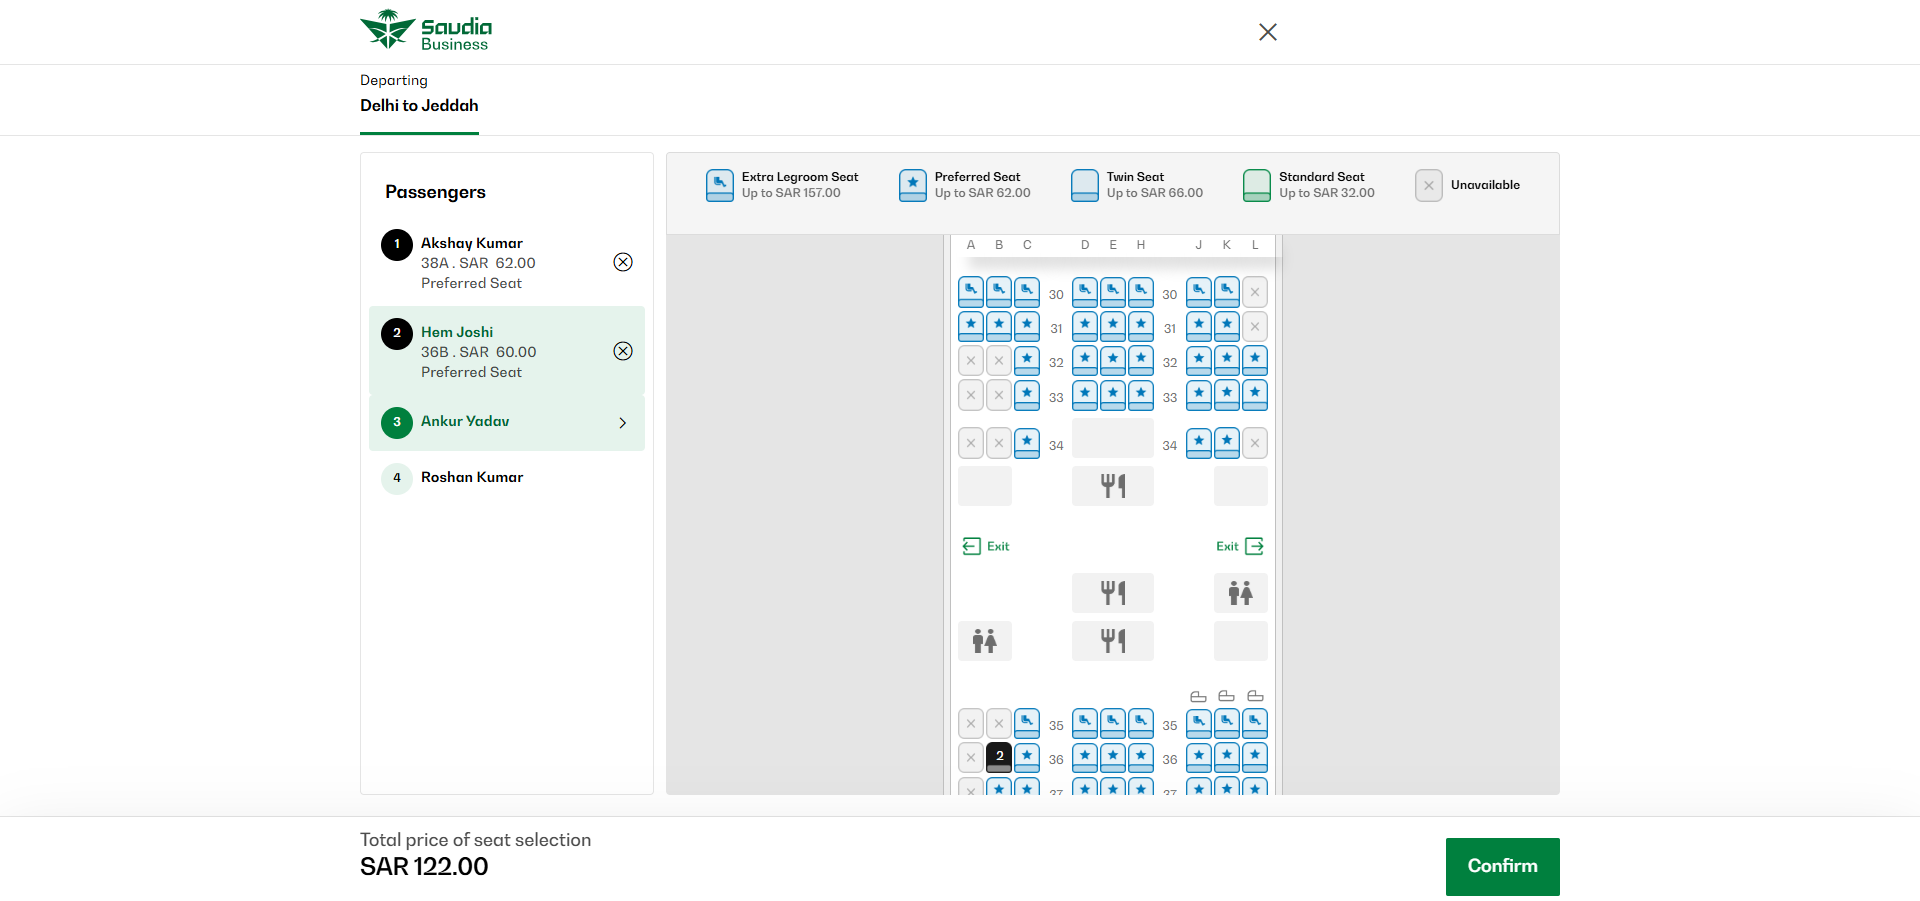 Saudia
Business
Departing
Delhi to Jeddah
Passengers
1 Akshay Kumar
38A . SAR 62.00
Preferred Seat
2 Hem Joshi
36B . SAR 60.00
Preferred Seat
3 Ankur Yadav
4 Roshan Kumar
Extra Legroom Seat
Up to SAR 157.00
Preferred Seat
Up to SAR 62.00
Twin Seat
Up to SAR 66.00
Standard Seat
Up to SAR 32.00
Unavailable
A B C D E H J K L
30 30
31 31
32 32
33 33
34 34
Exit Exit
35 35
2 36 36
37 37
Total price of seat selection
SAR 122.00
Confirm